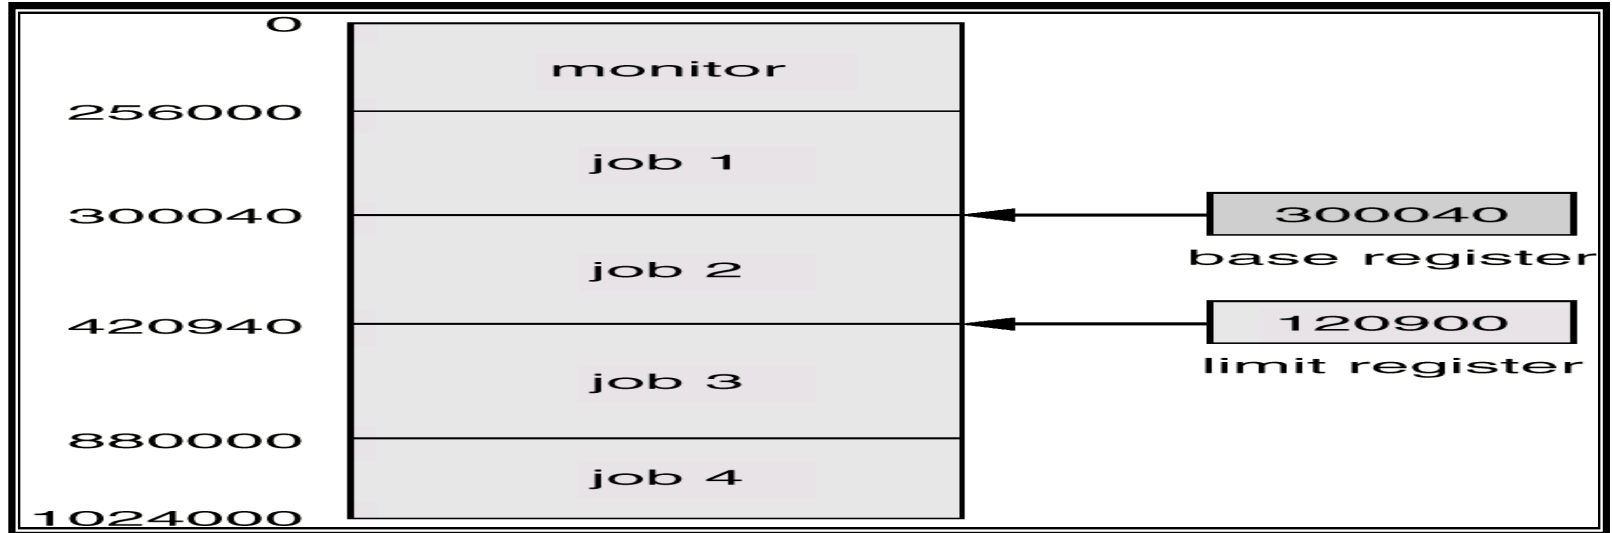 0
monitor
256000
job 1
300040
300040
base register
job 2
420940
120900
limit register
job 3
880000
job 4
1024000